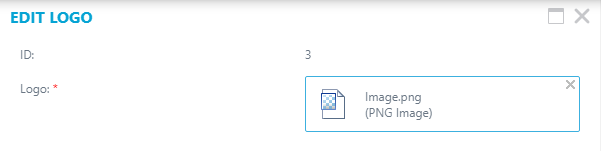 EDIT LOGO
ID: 3
Logo: *
Image.png
(PNG Image)